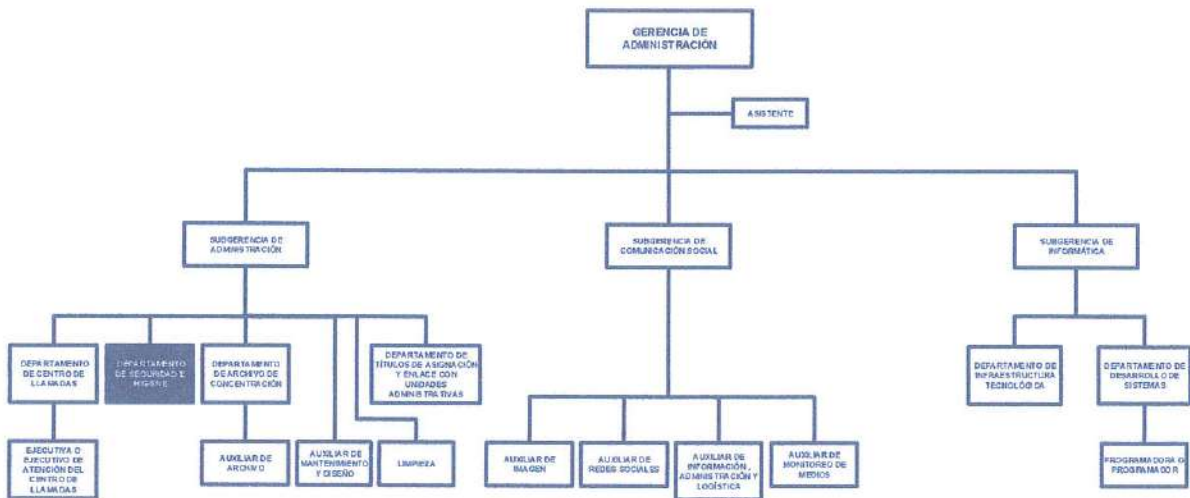 GERENCIA DE
ADMINISTRACIÓN
ASISTENTE
SUBGERENCIA DE
ADMINISTRACIÓN
SUBGERENCIA DE
COMUNICACIÓN SOCIAL
SUBGERENCIA DE
INFORMÁTICA
DEPARTAMENTO
DE CENTRO DE
LLAMADAS
DEPARTAMENTO
DE SEGURIDAD E
HIGIENE
DEPARTAMENTO
DE ARCHIVO DE
CONCENTRACIÓN
DEPARTAMENTO DE
TÍTULOS DE ASIGNACIÓN
Y ENLACE CON
UNIDADES
ADMINISTRATIVAS
DEPARTAMENTO DE
INFRAESTRUCTURA
TECNOLÓGICA
DEPARTAMENTO DE
DESARROLLO DE
SISTEMAS
EJECUTIVA O
EJECUTIVO DE
ATENCIÓN DEL
CENTRO DE
LLAMADAS
AUXILIAR DE
ARCHIVO
AUXILIAR DE
MANTENIMIENTO
Y DISEÑO
LIMPIEZA
AUXILIAR DE
IMAGEN
AUXILIAR DE
REDES SOCIALES
AUXILIAR DE
INFORMACIÓN,
ADMINISTRACIÓN Y
LOGÍSTICA
AUXILIAR DE
MONITOREO DE
MEDIOS
PROGRAMADORA O
PROGRAMADOR